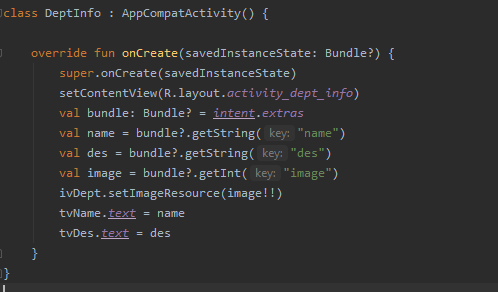 class DeptInfo : AppCompatActivity() {
override fun onCreate(savedInstanceState: Bundle?) {
super.onCreate(savedInstanceState)
setContentView(R.layout.activity_dept_info)
val bundle: Bundle? = intent.extras
val name = bundle?.getString( key: "name")
val des = bundle?.getString( key: "des")
val image = bundle?.getInt( key: "image")
ivDept.setImageResource(image!!)
tvName.text = name
tvDes.text = des
}
}